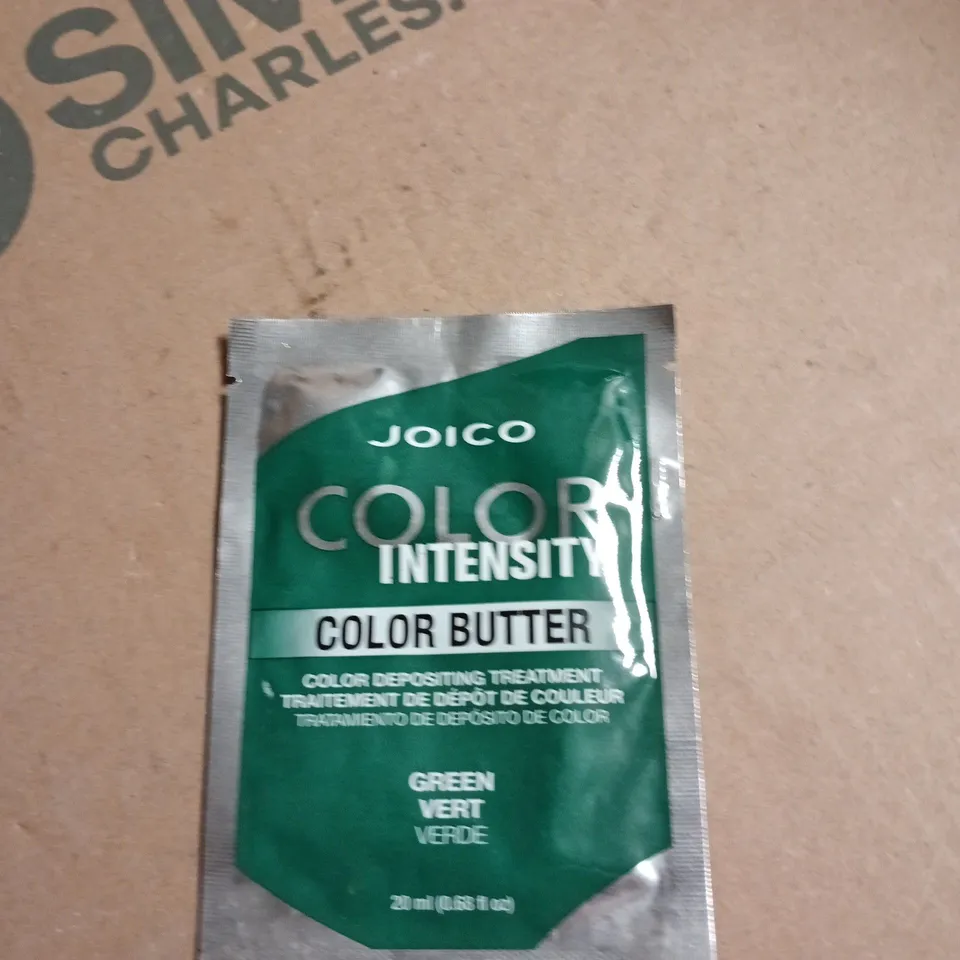 CHARLES
JOICO
COLOR
INTENSITY
COLOR BUTTER
COLOR DEPOSITING TREATMENT
TRAITEMENT DE DÉPÔT DE COULEUR
TRATAMIENTO DE DEPÓSITO DE COLOR
GREEN
VERT
VERDE
20 ml (0.68 fl oz)